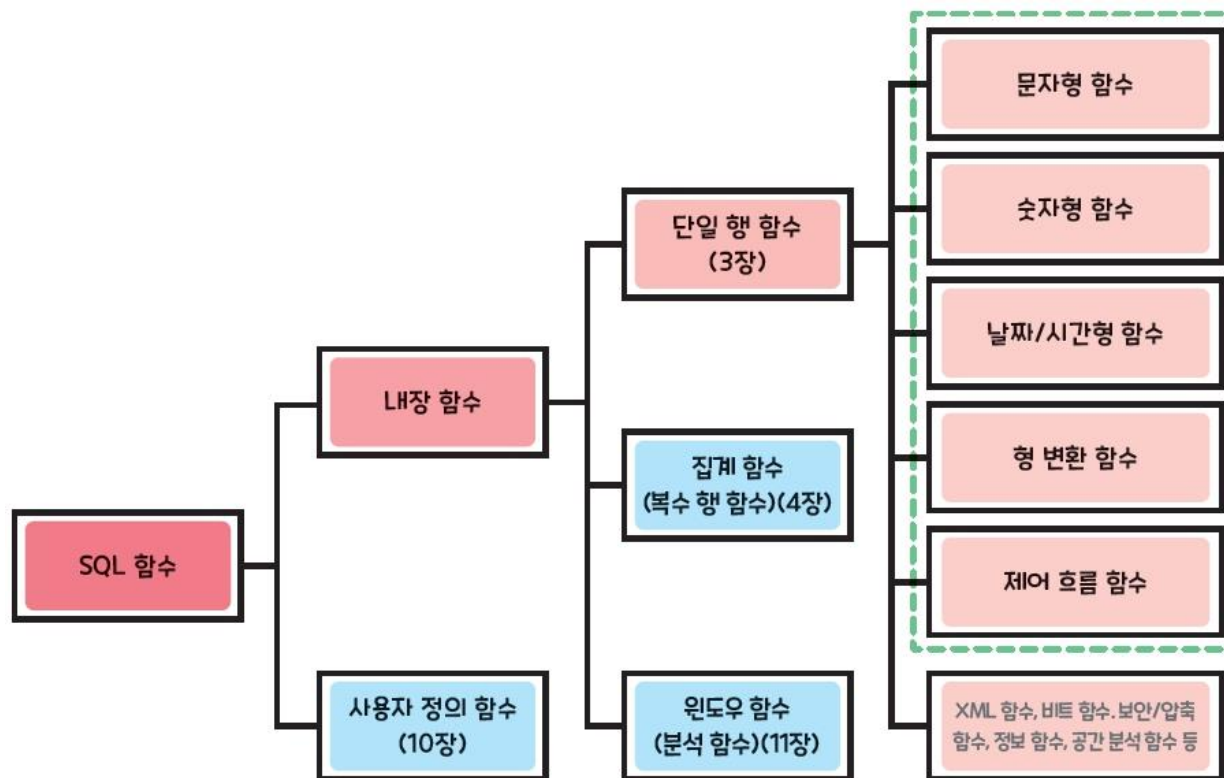 SQL 함수
내장 함수
사용자 정의 함수
(10장)
단일 행 함수
(3장)
집계 함수
(복수 행 함수)(4장)
윈도우 함수
(분석 함수)(11장)
문자형 함수
숫자형 함수
날짜/시간형 함수
형 변환 함수
제어 흐름 함수
XML 함수, 비트 함수. 보안/압축
함수, 정보 함수, 공간 분석 함수 등